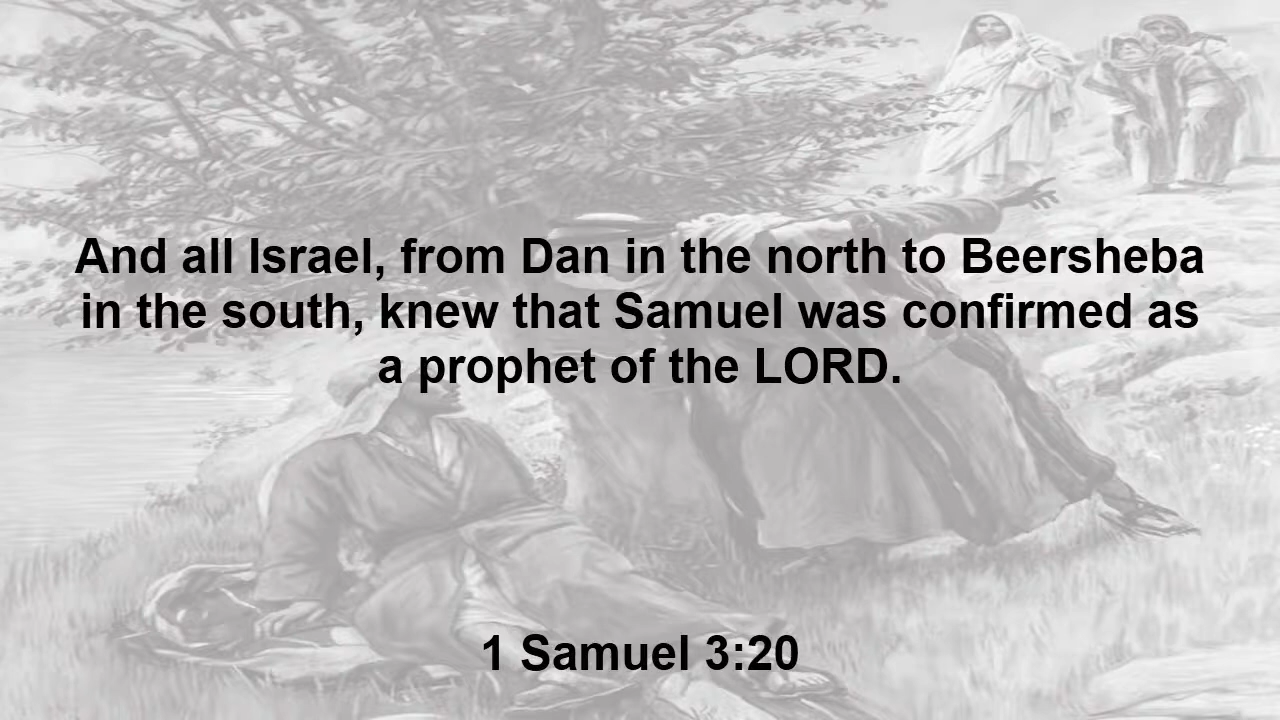 And all Israel, from Dan in the north to Beersheba
in the south, knew that Samuel was confirmed as
a prophet of the LORD.
1 Samuel 3:20